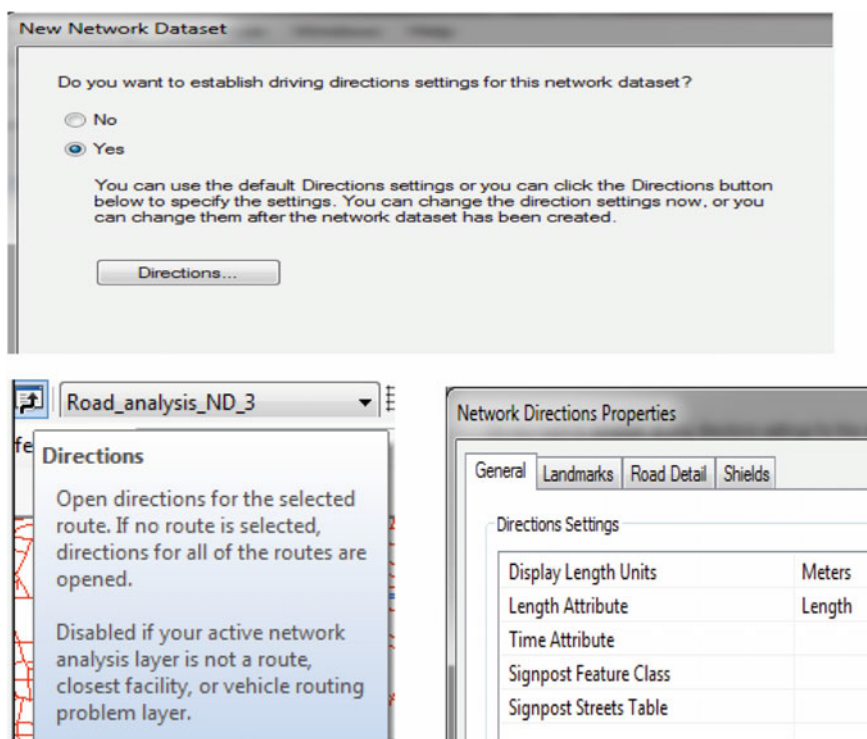 New Network Dataset
Do you want to establish driving directions settings for this network dataset?
No
Yes
You can use the default Directions settings or you can click the Directions button
below to specify the settings. You can change the direction settings now, or you
can change them after the network dataset has been created.
Directions...
Road_analysis_ND_3
fe
Directions
Open directions for the selected
route. If no route is selected,
directions for all of the routes are
opened.
Disabled if your active network
analysis layer is not a route,
closest facility, or vehicle routing
problem layer.
Network Directions Properties
General Landmarks Road Detail Shields
Directions Settings
Display Length Units Meters
Length Attribute Length
Time Attribute
Signpost Feature Class
Signpost Streets Table